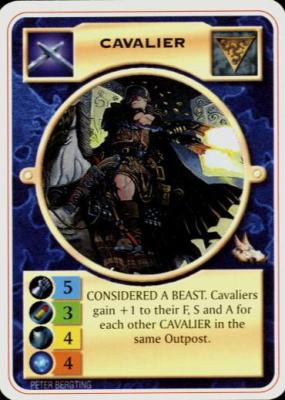 CAVALIER
5
3
4
4
CONSIDERED A BEAST. Cavaliers
gain +1 to their F, S and A for
each other CAVALIER in the
same Outpost.
PETER BERGTING